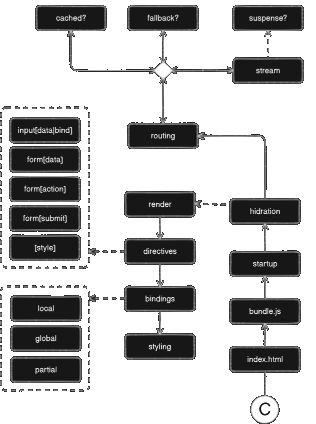 cached?
fallback?
suspense?
stream
routing
input[data|bind]
form[data]
form[action]
form[submit]
[style]
render
hidration
directives
startup
bindings
local
bundle.js
global
styling
index.html
partial
C